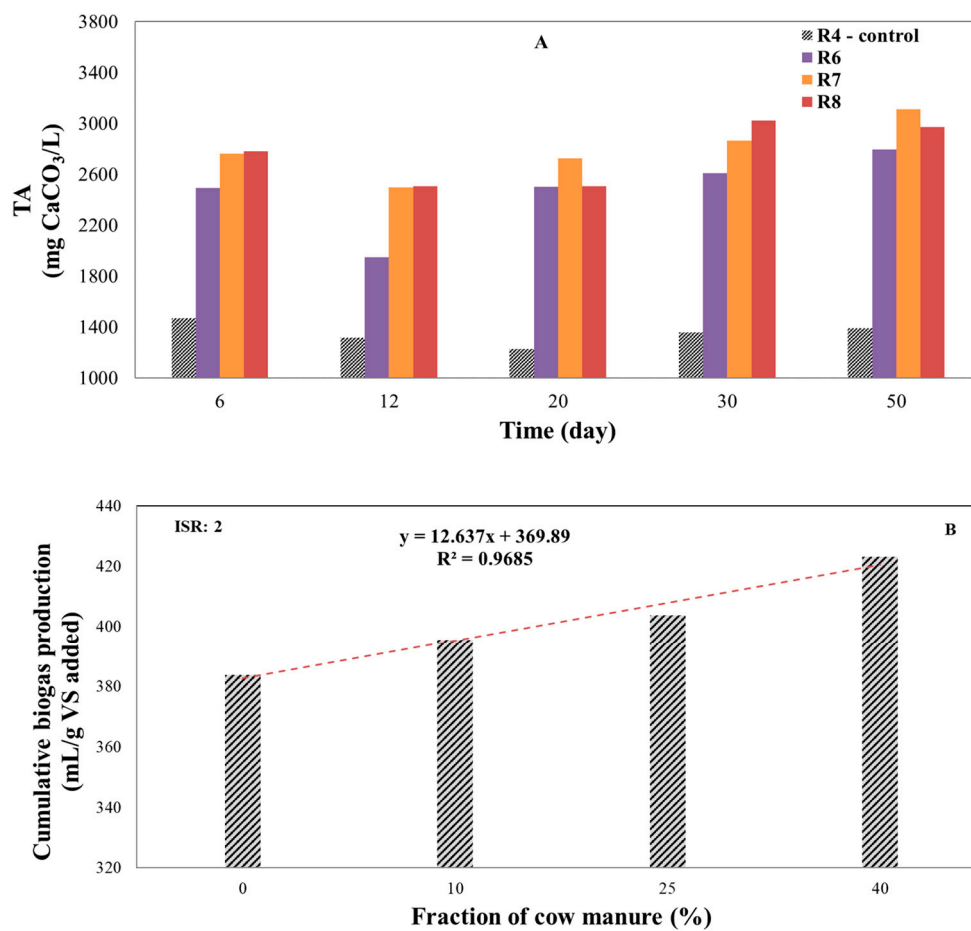 A
R4 - control
R6
R7
R8
TA
(mg CaCO₃/L)
3800
3400
3000
2600
2200
1800
1400
1000
6 12 20 30 50
Time (day)
ISR: 2
y = 12.637x + 369.89
R² = 0.9685
B
Cumulative biogas production
(mL/g VS added)
440
420
400
380
360
340
320
0 10 25 40
Fraction of cow manure (%)